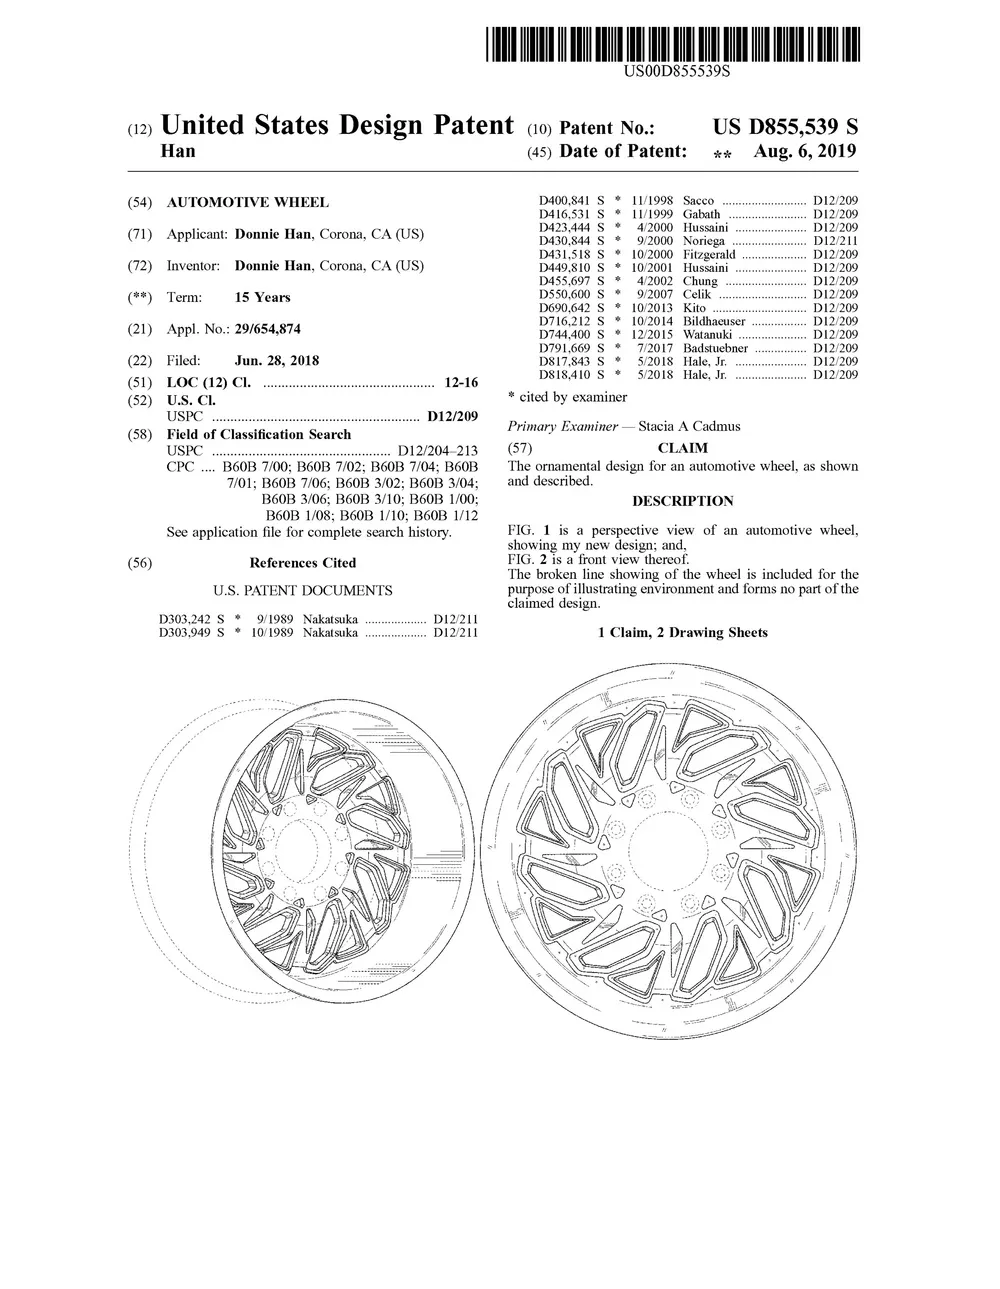 US00D855539S
(12) United States Design Patent
Han
(10) Patent No.: US D855,539 S
(45) Date of Patent: ** Aug. 6, 2019
(54) AUTOMOTIVE WHEEL
(71) Applicant: Donnie Han, Corona, CA (US)
(72) Inventor: Donnie Han, Corona, CA (US)
(**) Term: 15 Years
(21) Appl. No.: 29/654,874
(22) Filed: Jun. 28, 2018
(51) LOC (12) Cl. ............................................... 12-16
(52) U.S. Cl.
USPC ......................................................... D12/209
(58) Field of Classification Search
USPC ................................................. D12/204–213
CPC .... B60B 7/00; B60B 7/02; B60B 7/04; B60B
7/01; B60B 7/06; B60B 3/02; B60B 3/04;
B60B 3/06; B60B 3/10; B60B 1/00;
B60B 1/08; B60B 1/10; B60B 1/12
See application file for complete search history.
(56) References Cited
U.S. PATENT DOCUMENTS
D303,242 S * 9/1989 Nakatsuka ................... D12/211
D303,949 S * 10/1989 Nakatsuka ................... D12/211
D400,841 S * 11/1998 Sacco .......................... D12/209
D416,531 S * 11/1999 Gabath ........................ D12/209
D423,444 S * 4/2000 Hussaini ...................... D12/209
D430,844 S * 9/2000 Noriega ....................... D12/211
D431,518 S * 10/2000 Fitzgerald .................... D12/209
D449,810 S * 10/2001 Hussaini ...................... D12/209
D455,697 S * 4/2002 Chung ......................... D12/209
D550,600 S * 9/2007 Celik ........................... D12/209
D690,642 S * 10/2013 Kito ............................. D12/209
D716,212 S * 10/2014 Bildhaeuser ................. D12/209
D744,400 S * 12/2015 Watanuki ..................... D12/209
D791,669 S * 7/2017 Badstuebner ................ D12/209
D817,843 S * 5/2018 Hale, Jr. ...................... D12/209
D818,410 S * 5/2018 Hale, Jr. ...................... D12/209
* cited by examiner
Primary Examiner — Stacia A Cadmus
(57) CLAIM
The ornamental design for an automotive wheel, as shown
and described.
DESCRIPTION
FIG. 1 is a perspective view of an automotive wheel,
showing my new design; and,
FIG. 2 is a front view thereof.
The broken line showing of the wheel is included for the
purpose of illustrating environment and forms no part of the
claimed design.
1 Claim, 2 Drawing Sheets